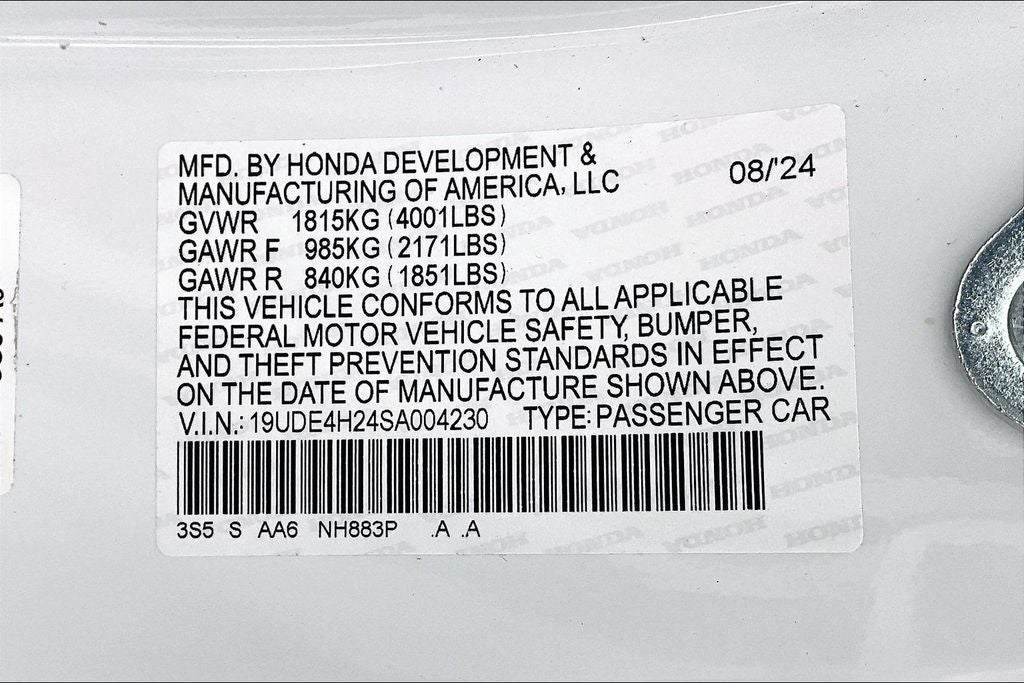 MFD. BY HONDA DEVELOPMENT &
MANUFACTURING OF AMERICA, LLC
08/'24
GVWR 1815KG (4001LBS)
GAWR F 985KG (2171LBS)
GAWR R 840KG (1851LBS)
THIS VEHICLE CONFORMS TO ALL APPLICABLE
FEDERAL MOTOR VEHICLE SAFETY, BUMPER,
AND THEFT PREVENTION STANDARDS IN EFFECT
ON THE DATE OF MANUFACTURE SHOWN ABOVE.
V.I.N.: 19UDE4H24SA004230 TYPE: PASSENGER CAR
3S5 S AA6 NH883P .A .A